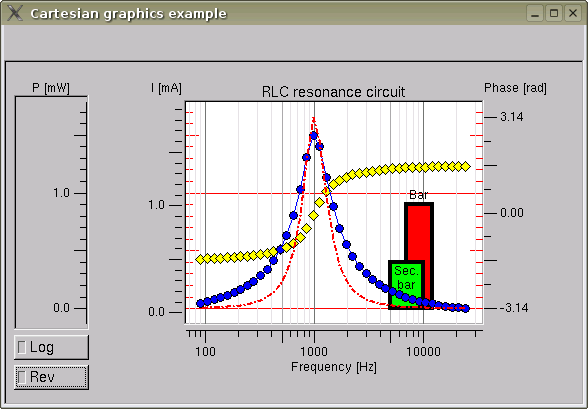 Cartesian graphics example
P [mW]
I [mA]
RLC resonance circuit
Phase [rad]
3.14
1.0
1.0
Bar
0.00
Sec.
bar
0.0
0.0
-3.14
Log
100
1000
10000
Frequency [Hz]
Rev